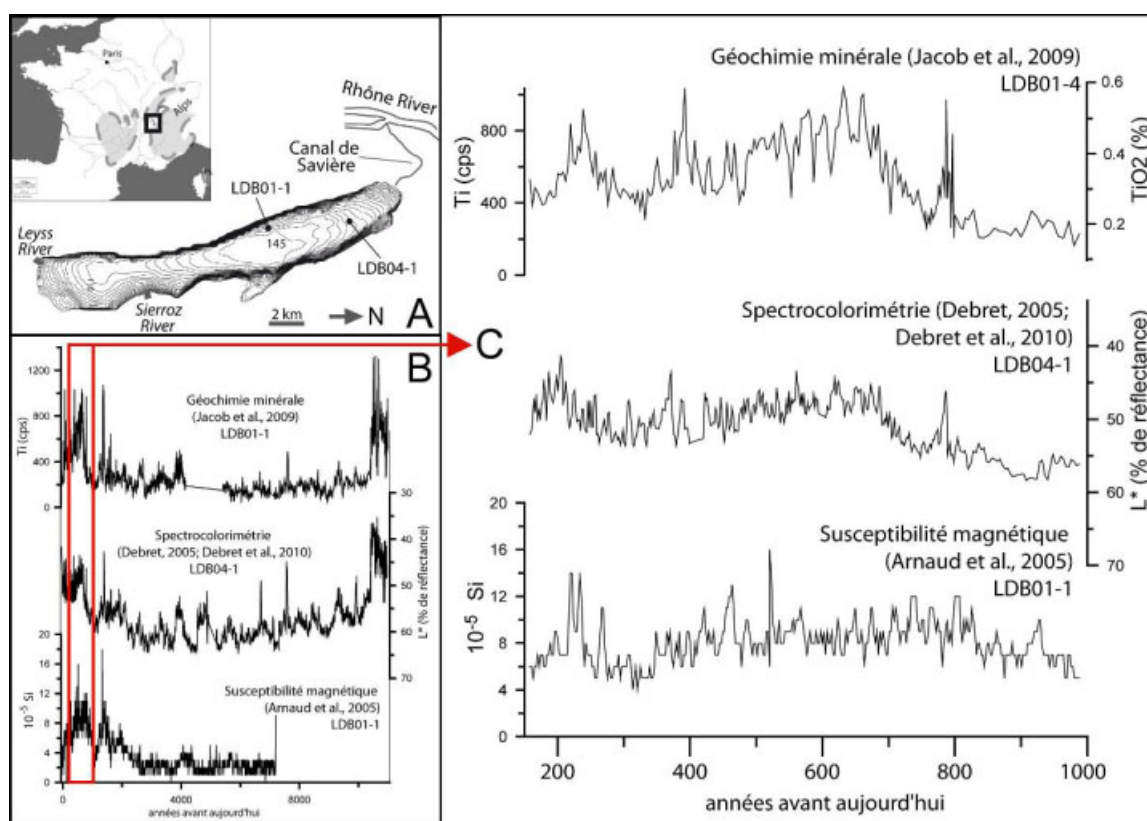 Paris
Alps
Rhône River
Canal de
Savière
LDB01-1
145
LDB04-1
Leyss
River
Sierroz
River
2 km
N
A
B
1200
800
400
0
Ti (cps)
Géochimie minérale
(Jacob et al., 2009)
LDB01-1
30
40
50
60
70
L* (% de réflectance)
Spectrocolorimétrie
(Debret, 2005; Debret et al., 2010)
LDB04-1
20
16
12
8
4
0
10⁻⁵ Si
Susceptibilité magnétique
(Arnaud et al., 2005)
LDB01-1
0
4000
8000
années avant aujourd'hui
C
Géochimie minérale (Jacob et al., 2009)
LDB01-4
800
400
0
Ti (cps)
0.6
0.4
0.2
TiO2 (%)
Spectrocolorimétrie (Debret, 2005;
Debret et al., 2010)
LDB04-1
40
50
60
70
L* (% de réflectance)
Susceptibilité magnétique
(Arnaud et al., 2005)
LDB01-1
20
16
12
8
4
0
10⁻⁵ Si
200
400
600
800
1000
années avant aujourd'hui